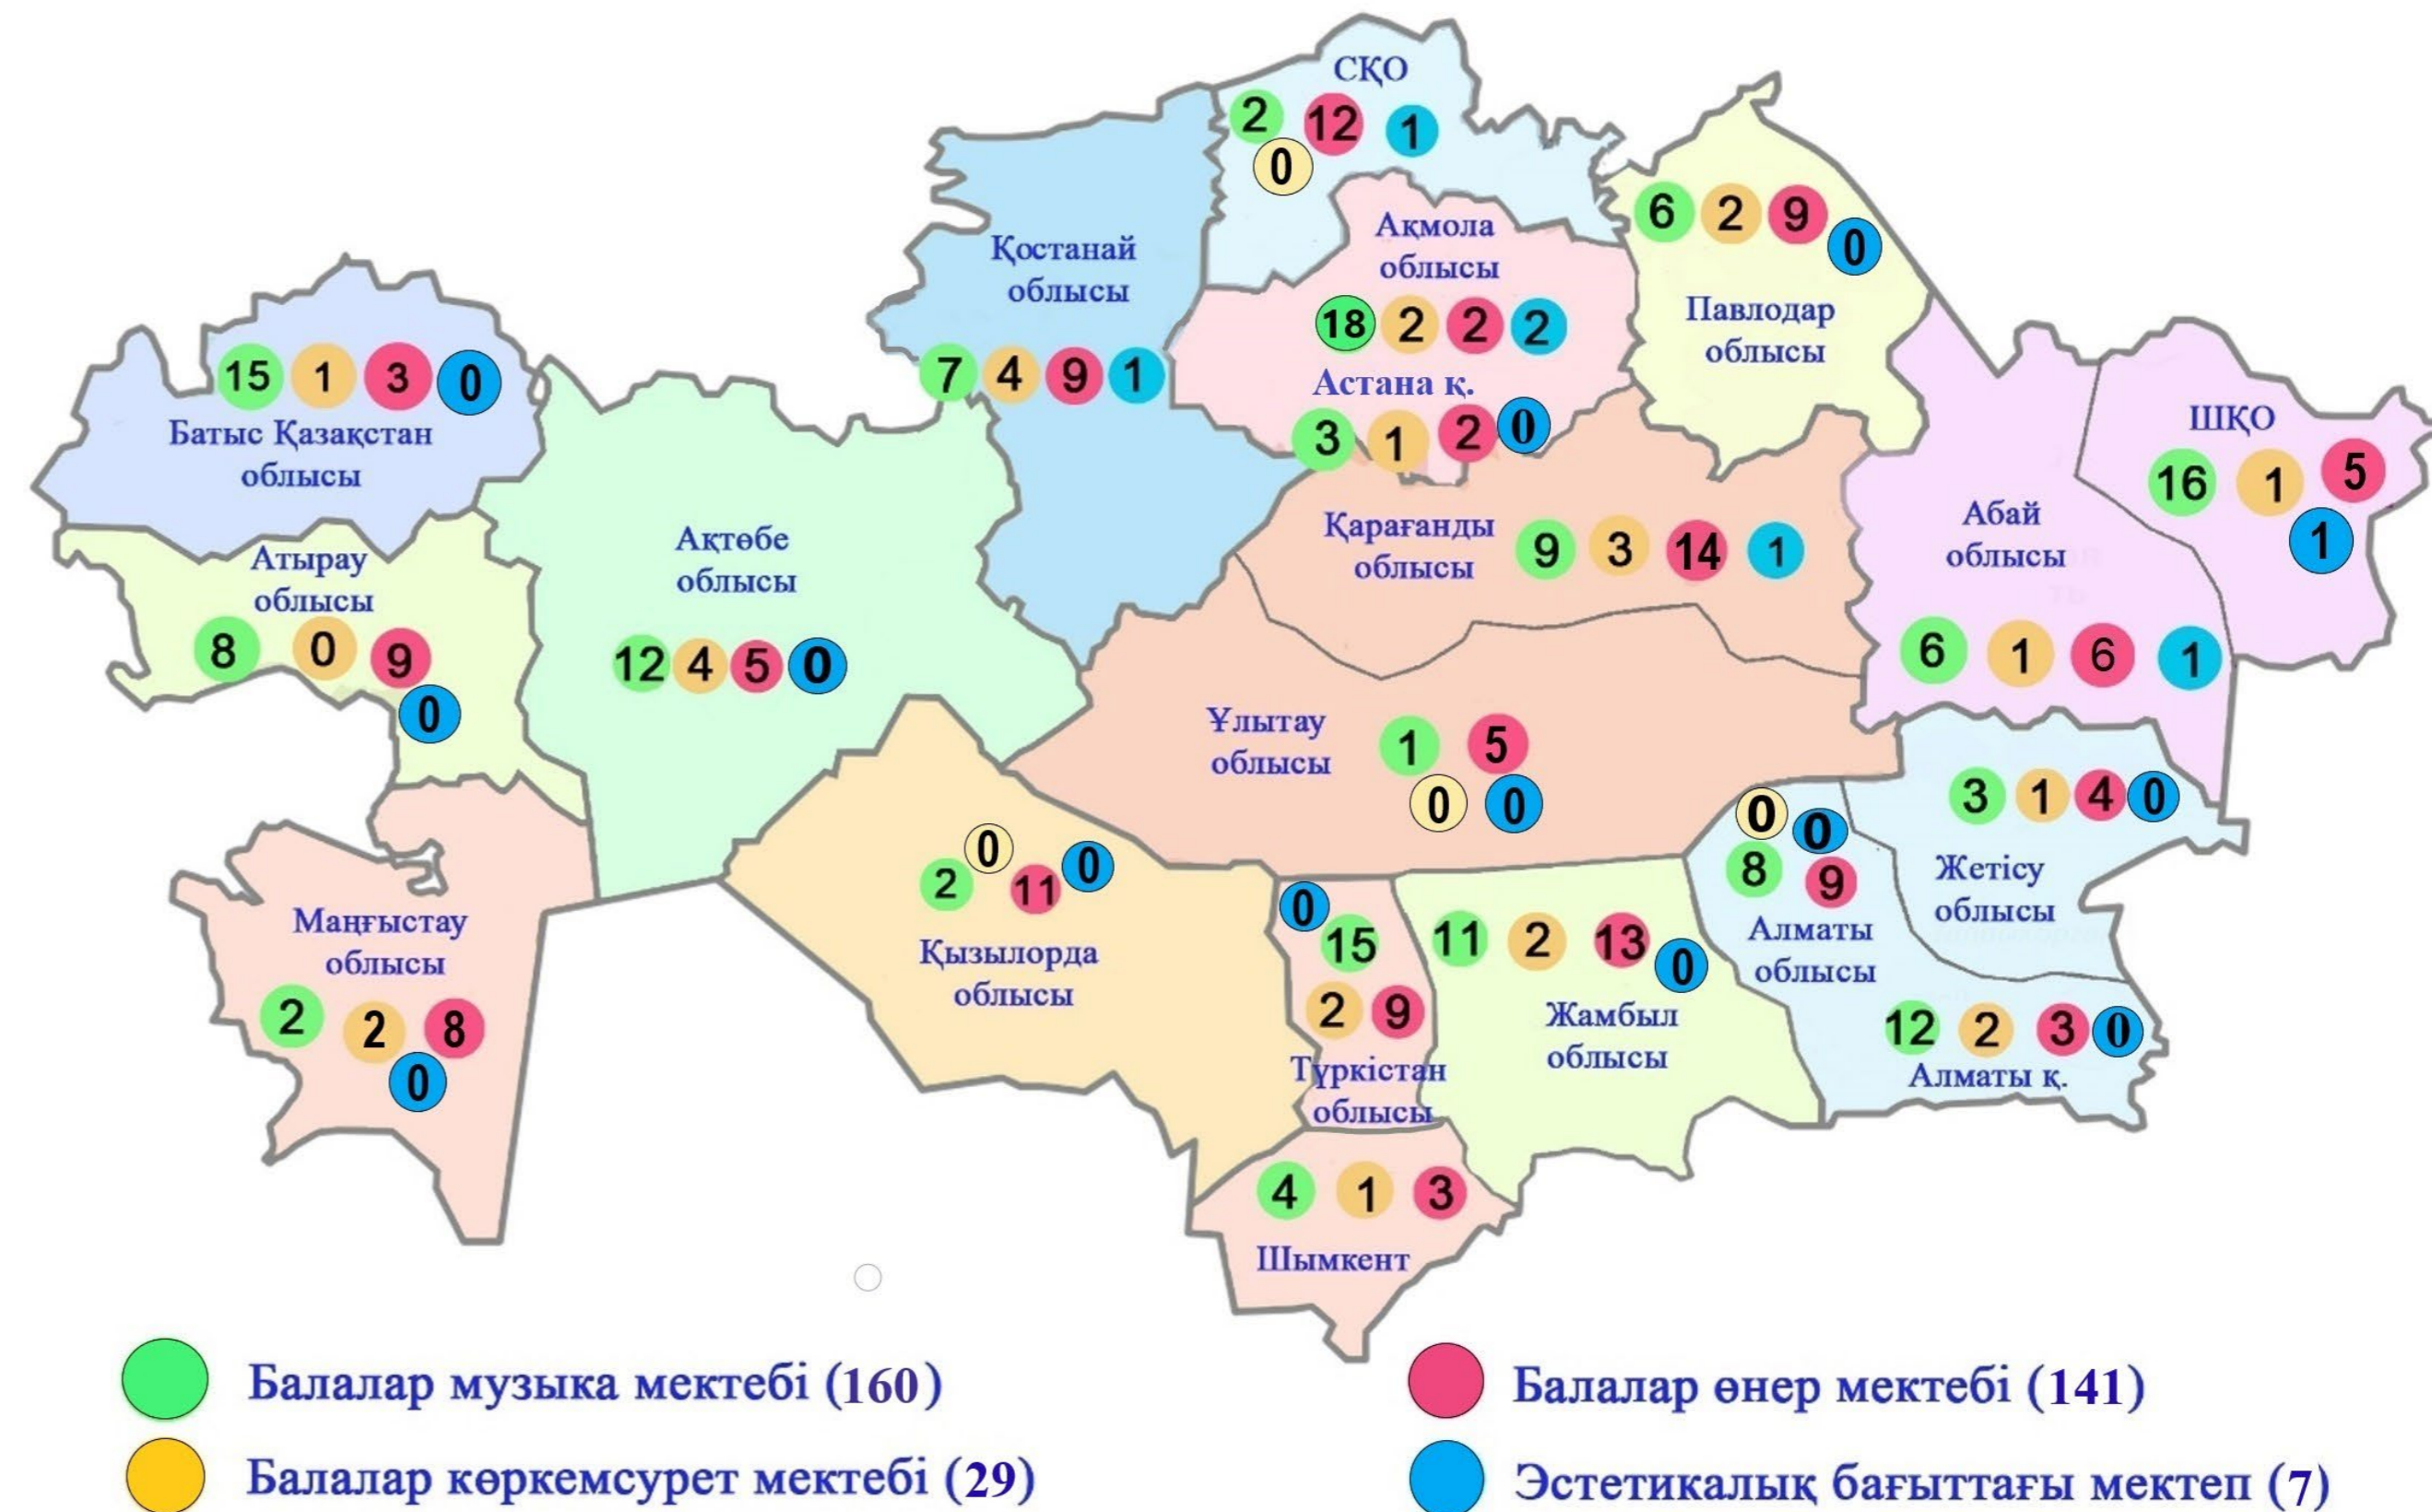 СҚО
2 12 1
0
Қостанай
облысы
7 4 9 1
Ақмола
облысы
18 2 2 2
Астана қ.
3 1 2 0
6 2 9 0
Павлодар
облысы
15 1 3 0
Батыс Қазақстан
облысы
Атырау
облысы
8 0 9
0
Ақтөбе
облысы
12 4 5 0
Қарағанды
облысы
9 3 14 1
Абай
облысы
6 1 6 1
ШҚО
16 1 5
1
Ұлытау
облысы
1 5
0 0
3 1 4 0
Жетісу
облысы
0 0
8 9
Алматы
облысы
12 2 3 0
Алматы қ.
Маңғыстау
облысы
2 2 8
0
0 0
2 11
Қызылорда
облысы
0
15
2 9
Түркістан
облысы
11 2 13 0
Жамбыл
облысы
4 1 3
Шымкент
Балалар музыка мектебі (160)
Балалар өнер мектебі (141)
Балалар көркемсурет мектебі (29)
Эстетикалық бағыттағы мектеп (7)